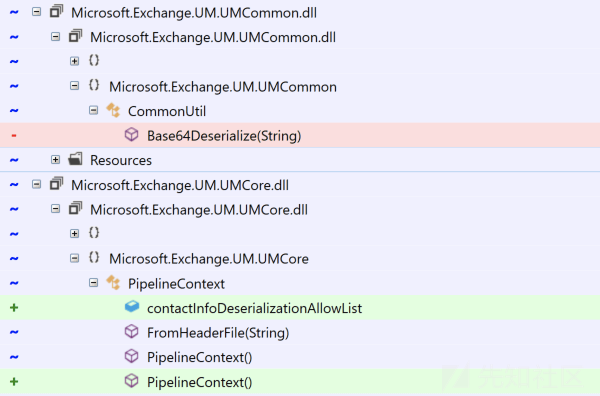 ~ Microsoft.Exchange.UM.UMCommon.dll
~ Microsoft.Exchange.UM.UMCommon.dll
~ {}
~ {} Microsoft.Exchange.UM.UMCommon
~ CommonUtil
- Base64Deserialize(String)
~ Resources
~ Microsoft.Exchange.UM.UMCore.dll
~ Microsoft.Exchange.UM.UMCore.dll
~ {}
~ {} Microsoft.Exchange.UM.UMCore
~ PipelineContext
+ contactInfoDeserializationAllowList
~ FromHeaderFile(String)
~ PipelineContext()
+ PipelineContext()
先知社区